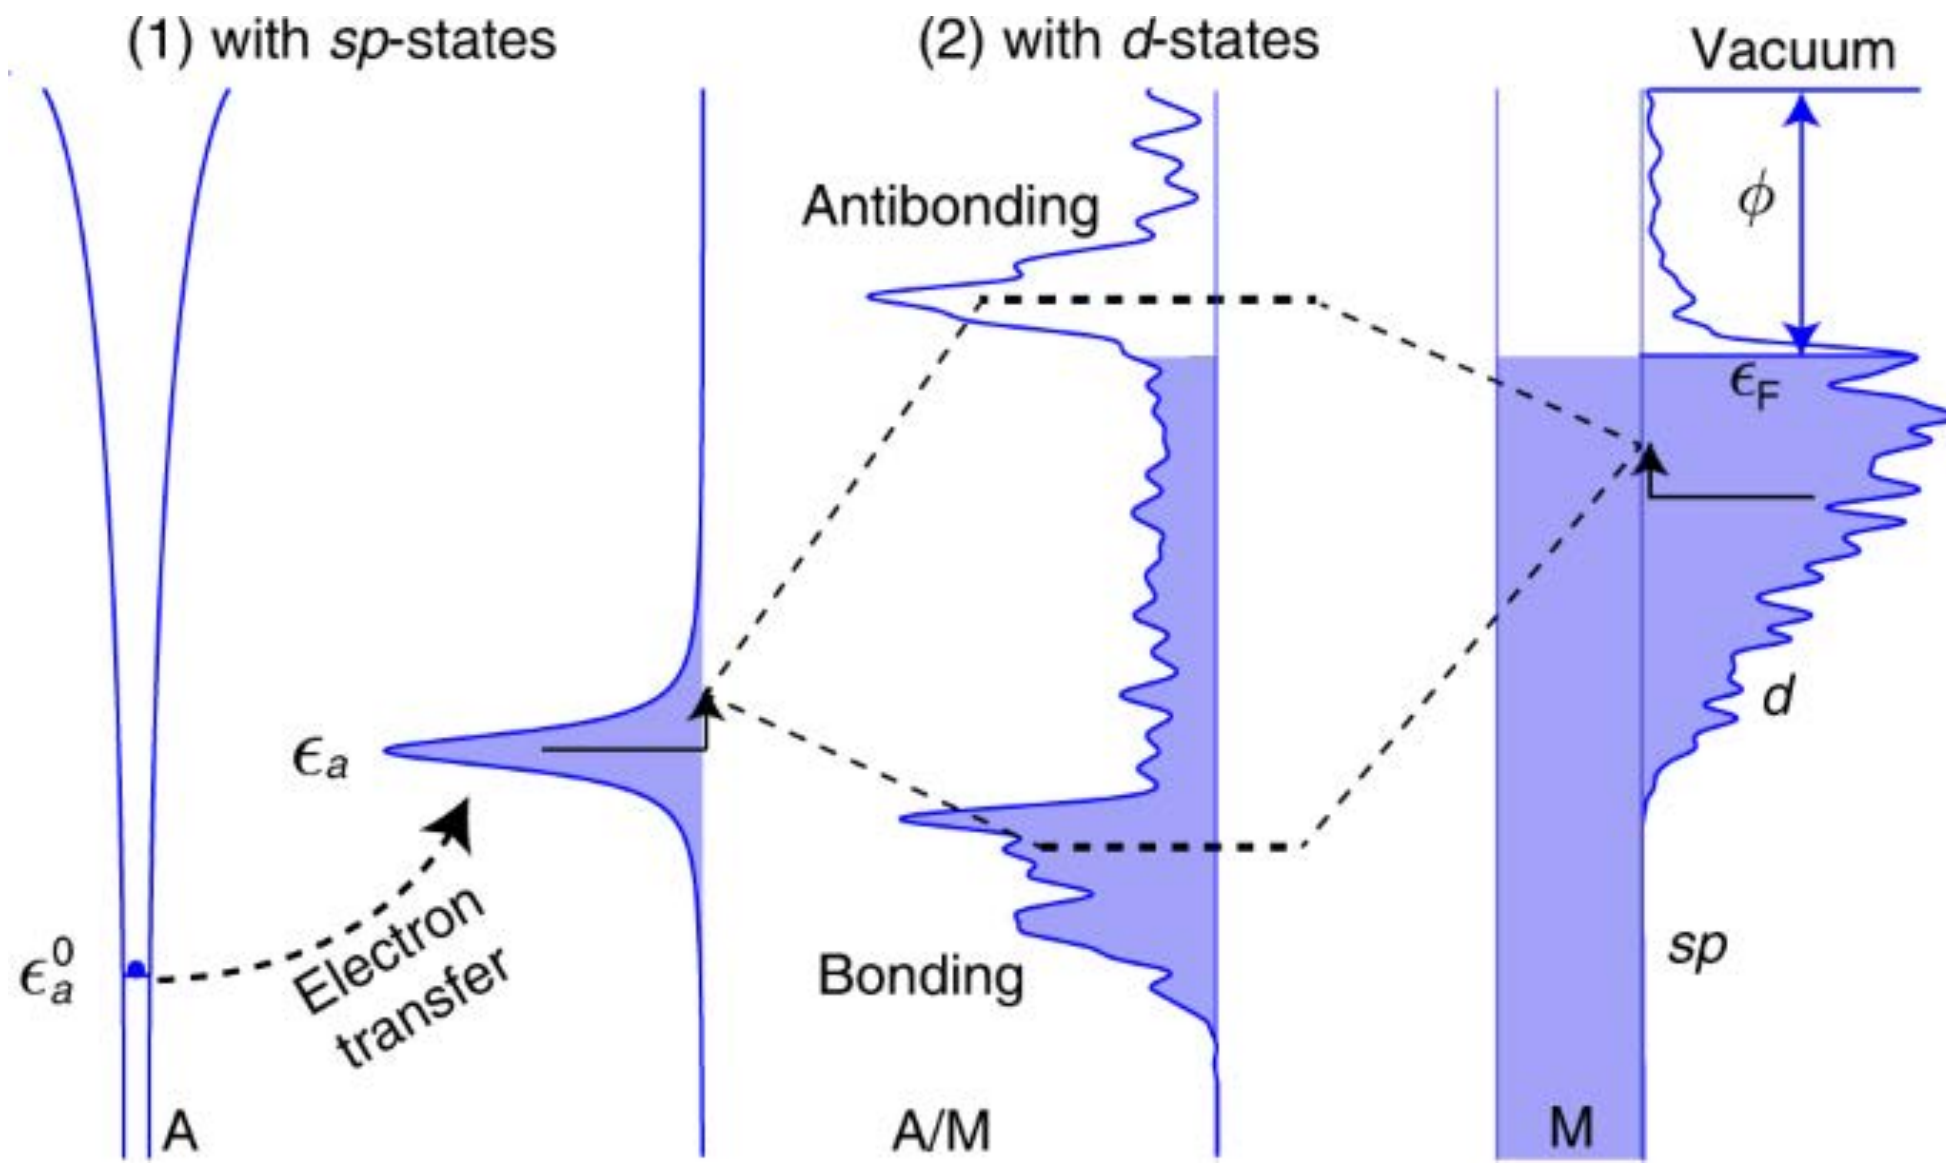 (1) with sp-states
(2) with d-states
Vacuum
Antibonding
ϕ
ϵF
ϵa
d
Electron
transfer
ϵa0
Bonding
sp
A
A/M
M